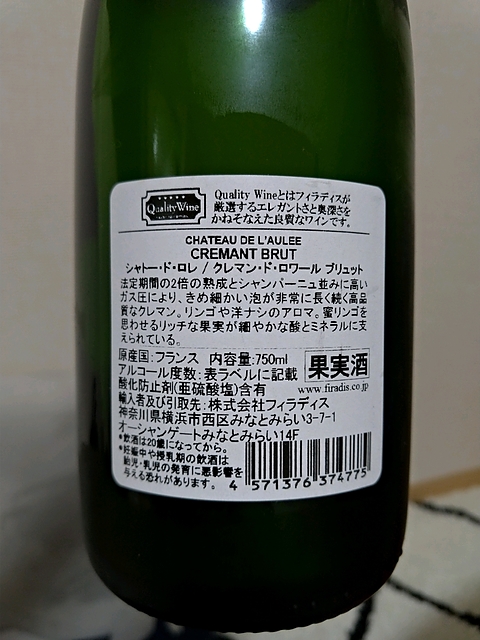 Quality Wine
Quality Wineとはフィラディスが
厳選するエレガントさと奥深さを
かねそなえた良質なワインです。
CHATEAU DE L'AULEE
CREMANT BRUT
シャトー・ド・ロレ / クレマン・ド・ロワール ブリュット
法定期間の2倍の熟成とシャンパーニュ並みに高い
ガス圧により、きめ細かい泡が非常に長く続く高品
質なクレマン。リンゴや洋ナシのアロマ。蜜リンゴを
思わせるリッチな果実が細やかな酸とミネラルに支
えられている。
原産国:フランス 内容量:750ml
アルコール度数:表ラベルに記載
果実酒
酸化防止剤(亜硫酸塩)含有
www.firadis.co.jp
輸入者及び引取先:株式会社フィラディス
神奈川県横浜市西区みなとみらい3-7-1
オーシャンゲートみなとみらい14F
*飲酒は20歳になってから。
*妊娠中や授乳期の飲酒は
胎児・乳児の発育に悪影響を
与える恐れがあります。
4 571376 374775